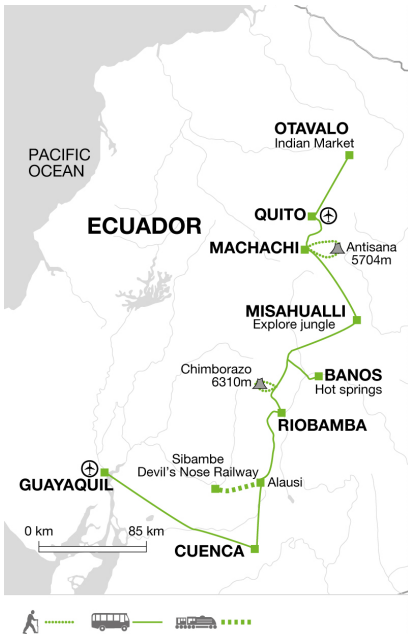 OTAVALO
Indian Market
PACIFIC
OCEAN
QUITO
ECUADOR
MACHACHI
Antisana
5704m
MISAHUALLI
Explore jungle
Chimborazo
6310m
BANOS
Hot springs
RIOBAMBA
Sibambe
Devil's Nose Railway
Alausi
GUAYAQUIL
0 km 85 km
CUENCA